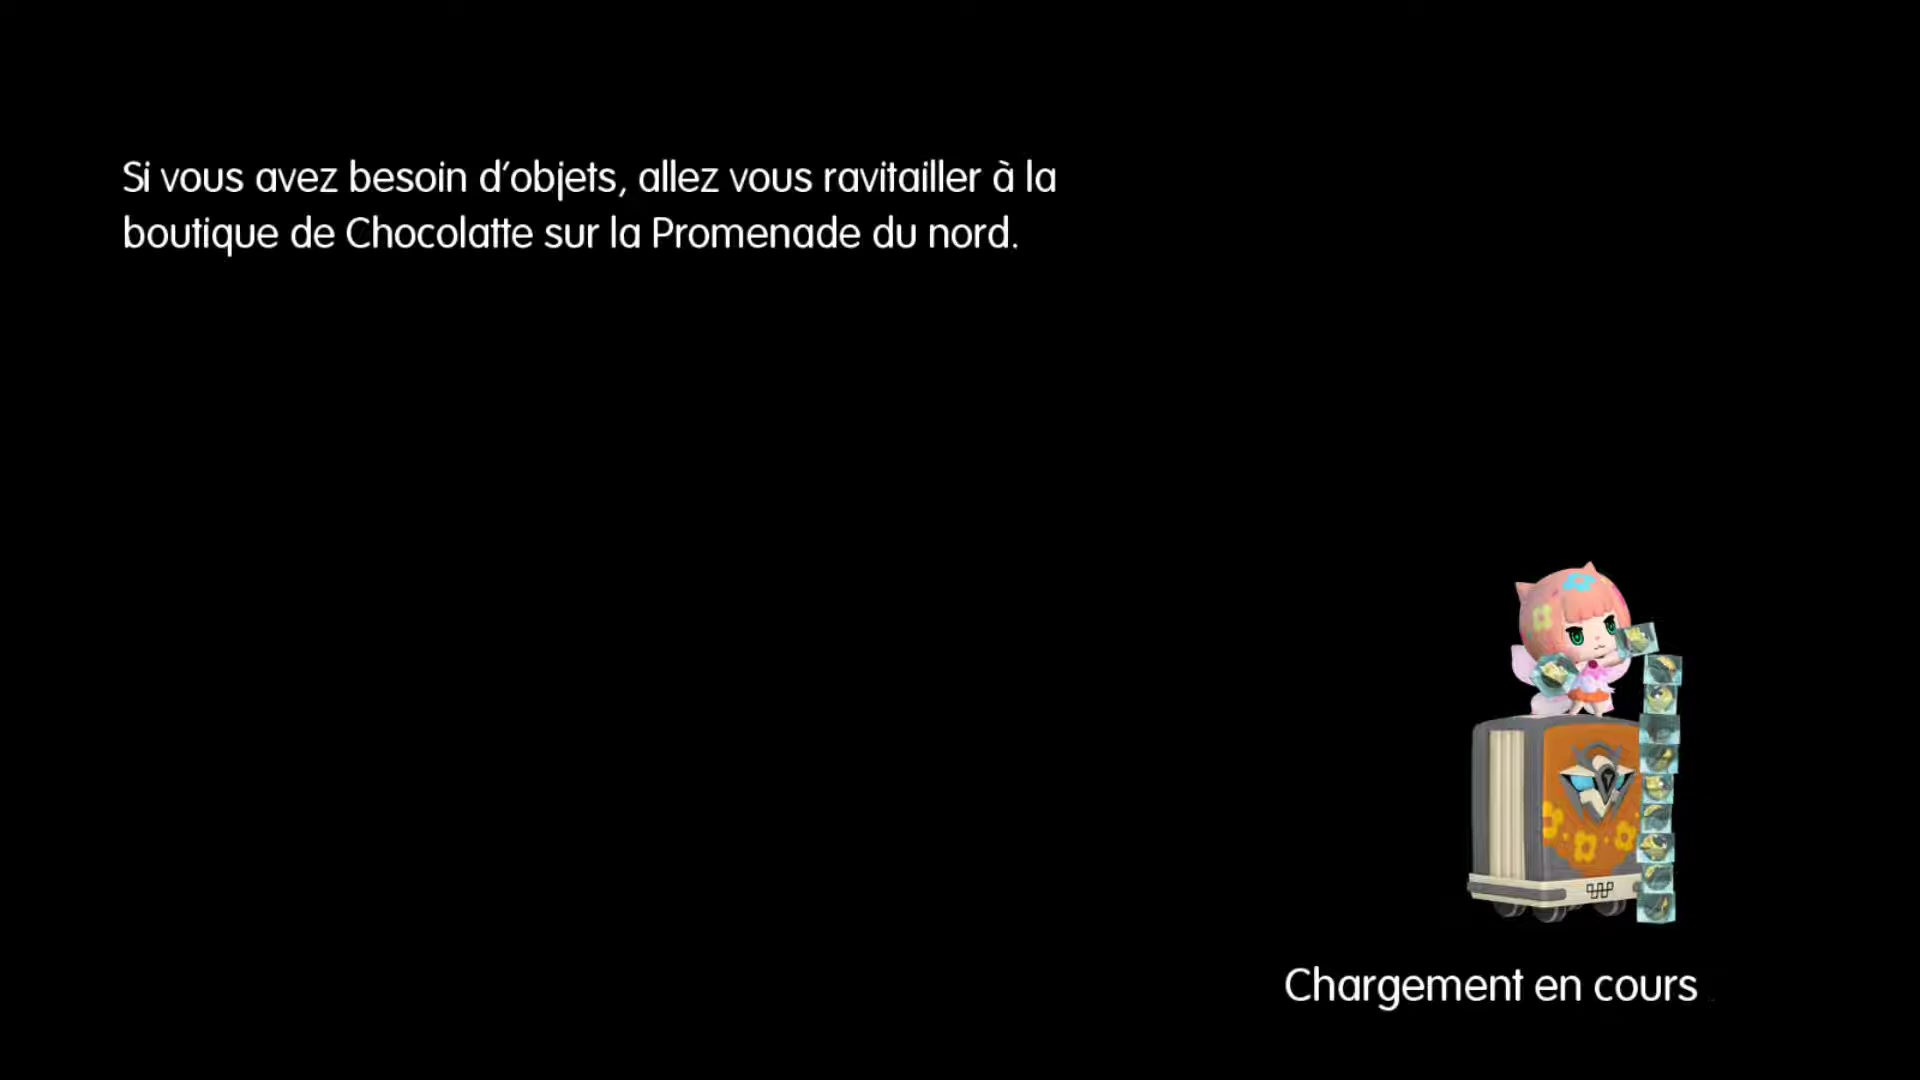 Si vous avez besoin d’objets, allez vous ravitailler à la
boutique de Chocolatte sur la Promenade du nord.
Chargement en cours